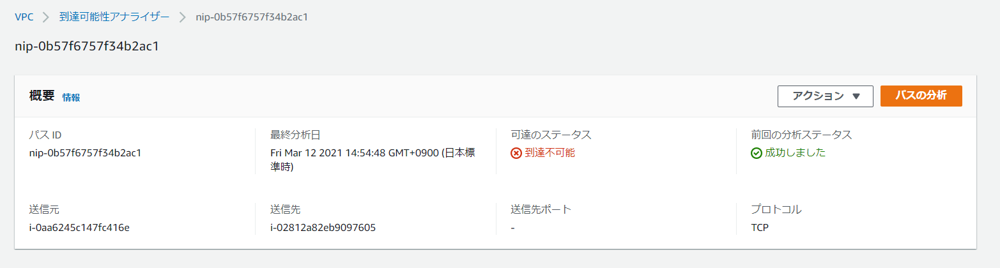 VPC > 到達可能性アナライザー > nip-0b57f6757f34b2ac1
nip-0b57f6757f34b2ac1
概要 情報 アクション ▼ パスの分析
パス ID 最終分析日 可達のステータス 前回の分析ステータス
nip-0b57f6757f34b2ac1 Fri Mar 12 2021 14:54:48 GMT+0900 (日本標 到達不可能 成功しました
準時)
送信元 送信先 送信先ポート プロトコル
i-0aa6245c147fc416e i-02812a82eb9097605 - TCP